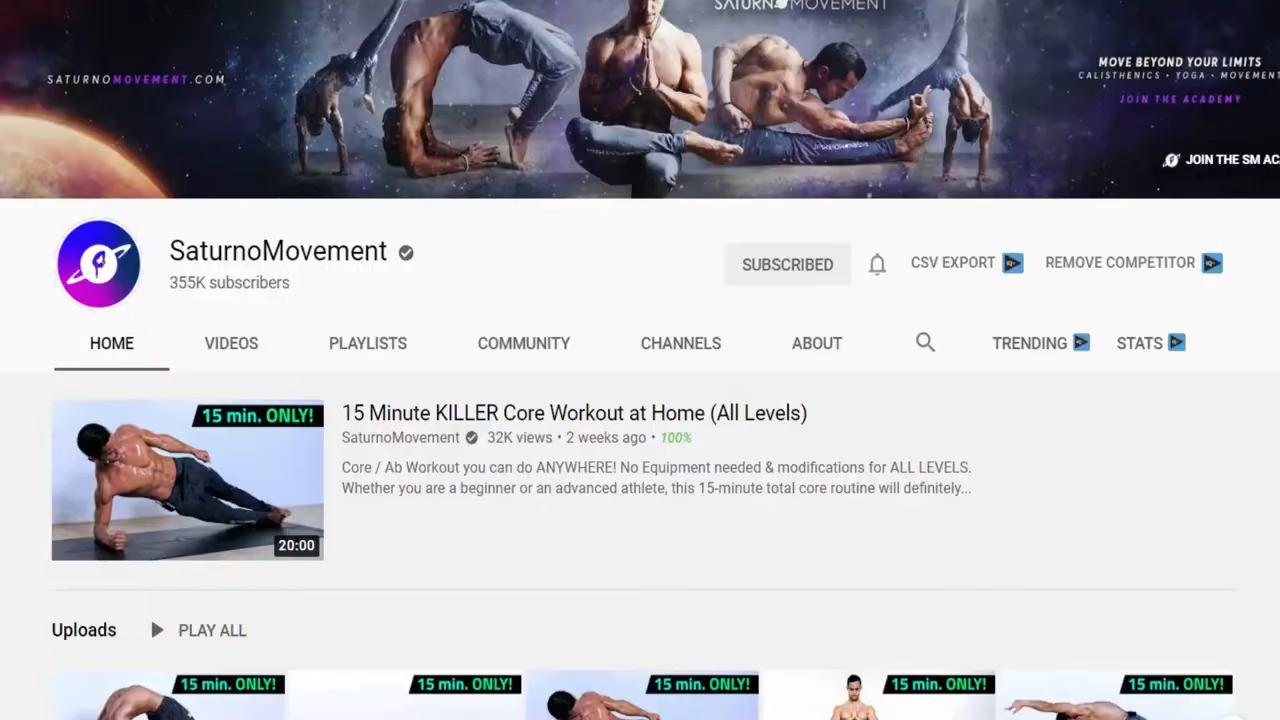 SATURNOMOVEMENT
SATURNOMOVEMENT.COM
MOVE BEYOND YOUR LIMITS
CALISTHENICS • YOGA • MOVEMENT
JOIN THE ACADEMY
JOIN THE SM AC
SaturnoMovement
355K subscribers
SUBSCRIBED
CSV EXPORT
REMOVE COMPETITOR
HOME VIDEOS PLAYLISTS COMMUNITY CHANNELS ABOUT TRENDING STATS
15 min. ONLY!
20:00
15 Minute KILLER Core Workout at Home (All Levels)
SaturnoMovement 32K views • 2 weeks ago • 100%
Core / Ab Workout you can do ANYWHERE! No Equipment needed & modifications for ALL LEVELS.
Whether you are a beginner or an advanced athlete, this 15-minute total core routine will definitely...
Uploads PLAY ALL
15 min. ONLY!
15 min. ONLY!
15 min. ONLY!
15 min. ONLY!
15 min. ONLY!